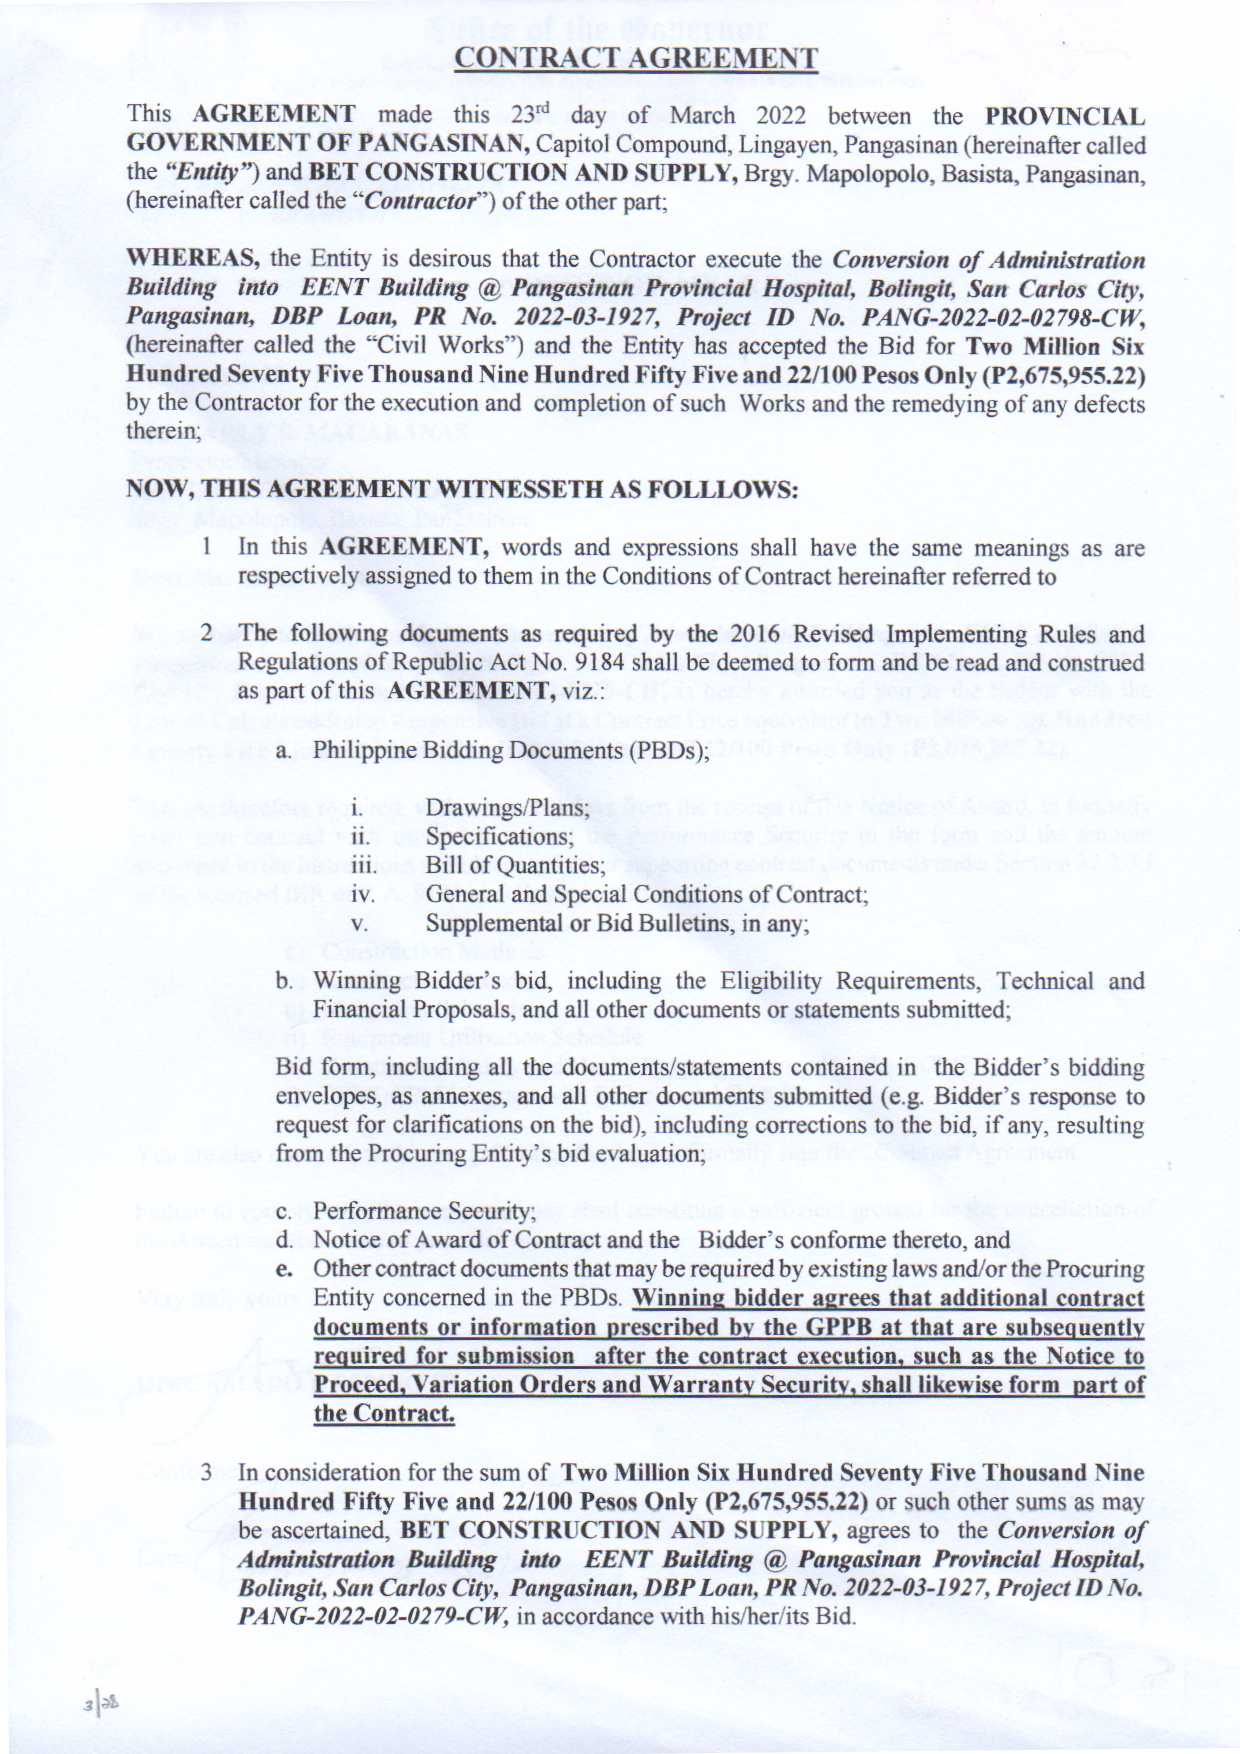 CONTRACT AGREEMENT
This AGREEMENT made this 23rd day of March 2022 between the PROVINCIAL
GOVERNMENT OF PANGASINAN, Capitol Compound, Lingayen, Pangasinan (hereinafter called
the “Entity”) and BET CONSTRUCTION AND SUPPLY, Brgy. Mapolopolo, Basista, Pangasinan,
(hereinafter called the “Contractor”) of the other part;
WHEREAS, the Entity is desirous that the Contractor execute the Conversion of Administration
Building into EENT Building @ Pangasinan Provincial Hospital, Bolingit, San Carlos City,
Pangasinan, DBP Loan, PR No. 2022-03-1927, Project ID No. PANG-2022-02-02798-CW,
(hereinafter called the “Civil Works”) and the Entity has accepted the Bid for Two Million Six
Hundred Seventy Five Thousand Nine Hundred Fifty Five and 22/100 Pesos Only (P2,675,955.22)
by the Contractor for the execution and completion of such Works and the remedying of any defects
therein;
NOW, THIS AGREEMENT WITNESSETH AS FOLLLOWS:
1 In this AGREEMENT, words and expressions shall have the same meanings as are
respectively assigned to them in the Conditions of Contract hereinafter referred to
2 The following documents as required by the 2016 Revised Implementing Rules and
Regulations of Republic Act No. 9184 shall be deemed to form and be read and construed
as part of this AGREEMENT, viz.:
a. Philippine Bidding Documents (PBDs);
i. Drawings/Plans;
ii. Specifications;
iii. Bill of Quantities;
iv. General and Special Conditions of Contract;
v. Supplemental or Bid Bulletins, in any;
b. Winning Bidder’s bid, including the Eligibility Requirements, Technical and
Financial Proposals, and all other documents or statements submitted;
Bid form, including all the documents/statements contained in the Bidder’s bidding
envelopes, as annexes, and all other documents submitted (e.g. Bidder’s response to
request for clarifications on the bid), including corrections to the bid, if any, resulting
from the Procuring Entity’s bid evaluation;
c. Performance Security;
d. Notice of Award of Contract and the Bidder’s conforme thereto, and
e. Other contract documents that may be required by existing laws and/or the Procuring
Entity concerned in the PBDs. Winning bidder agrees that additional contract
documents or information prescribed by the GPPB at that are subsequently
required for submission after the contract execution, such as the Notice to
Proceed, Variation Orders and Warranty Security, shall likewise form part of
the Contract.
3 In consideration for the sum of Two Million Six Hundred Seventy Five Thousand Nine
Hundred Fifty Five and 22/100 Pesos Only (P2,675,955.22) or such other sums as may
be ascertained, BET CONSTRUCTION AND SUPPLY, agrees to the Conversion of
Administration Building into EENT Building @ Pangasinan Provincial Hospital,
Bolingit, San Carlos City, Pangasinan, DBP Loan, PR No. 2022-03-1927, Project ID No.
PANG-2022-02-0279-CW, in accordance with his/her/its Bid.
3/28